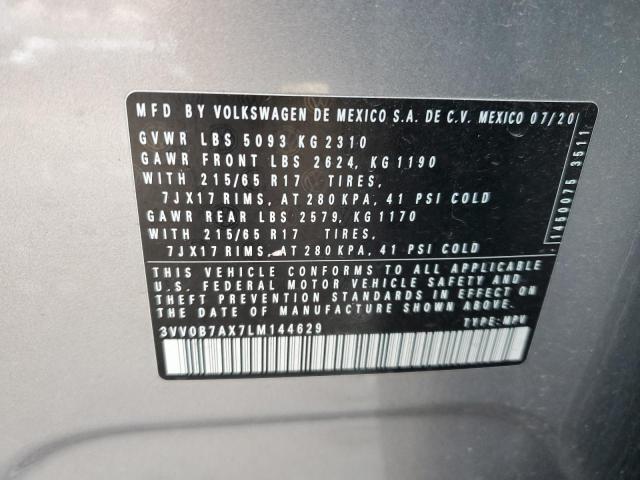 MFD BY VOLKSWAGEN DE MEXICO S.A. DE C.V. MEXICO 07/20
GVWR LBS 5093 KG 2310
GAWR FRONT LBS 2624, KG 1190
WITH 215/65 R17 TIRES,
7JX17 RIMS, AT 280 KPA, 41 PSI COLD
GAWR REAR LBS 2579, KG 1170
WITH 215/65 R17 TIRES,
7JX17 RIMS, AT 280 KPA, 41 PSI COLD
THIS VEHICLE CONFORMS TO ALL APPLICABLE
U.S. FEDERAL MOTOR VEHICLE SAFETY AND
THEFT PREVENTION STANDARDS IN EFFECT ON
THE DATE OF MANUFACTURE SHOWN ABOVE.
3VV0B7AX7LM144629 TYPE: MPV
1450075 3511